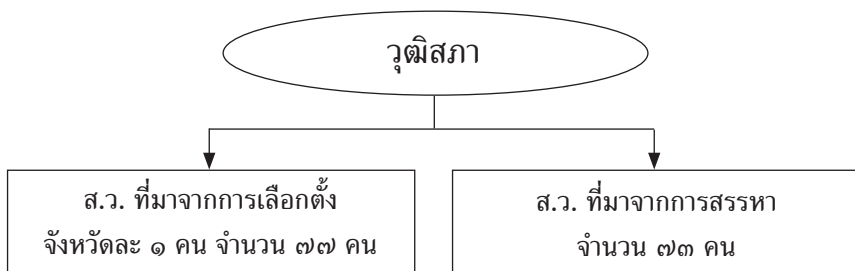 วุฒิสภา
ส.ว. ที่มาจากการเลือกตั้ง
จังหวัดละ ๑ คน จำนวน ๗๗ คน
ส.ว. ที่มาจากการสรรหา
จำนวน ๗๓ คน